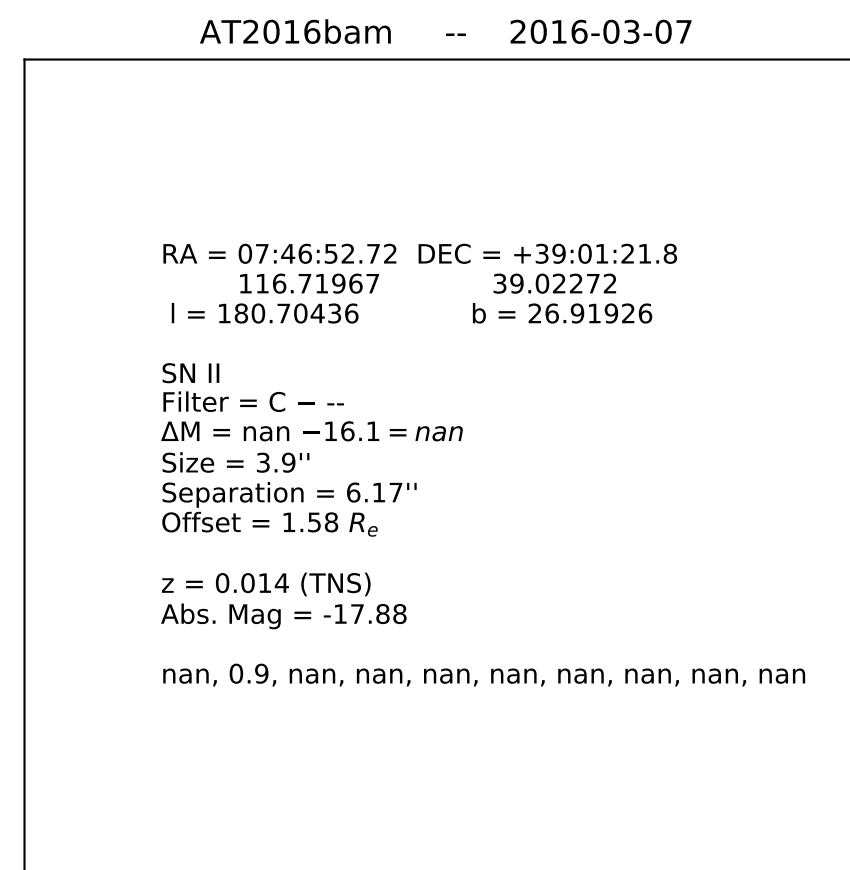 AT2016bam -- 2016-03-07
RA = 07:46:52.72 DEC = +39:01:21.8
116.71967 39.02272
l = 180.70436 b = 26.91926
SN II
Filter = C − --
ΔM = nan −16.1 = nan
Size = 3.9''
Separation = 6.17''
Offset = 1.58 Rₑ
z = 0.014 (TNS)
Abs. Mag = -17.88
nan, 0.9, nan, nan, nan, nan, nan, nan, nan, nan